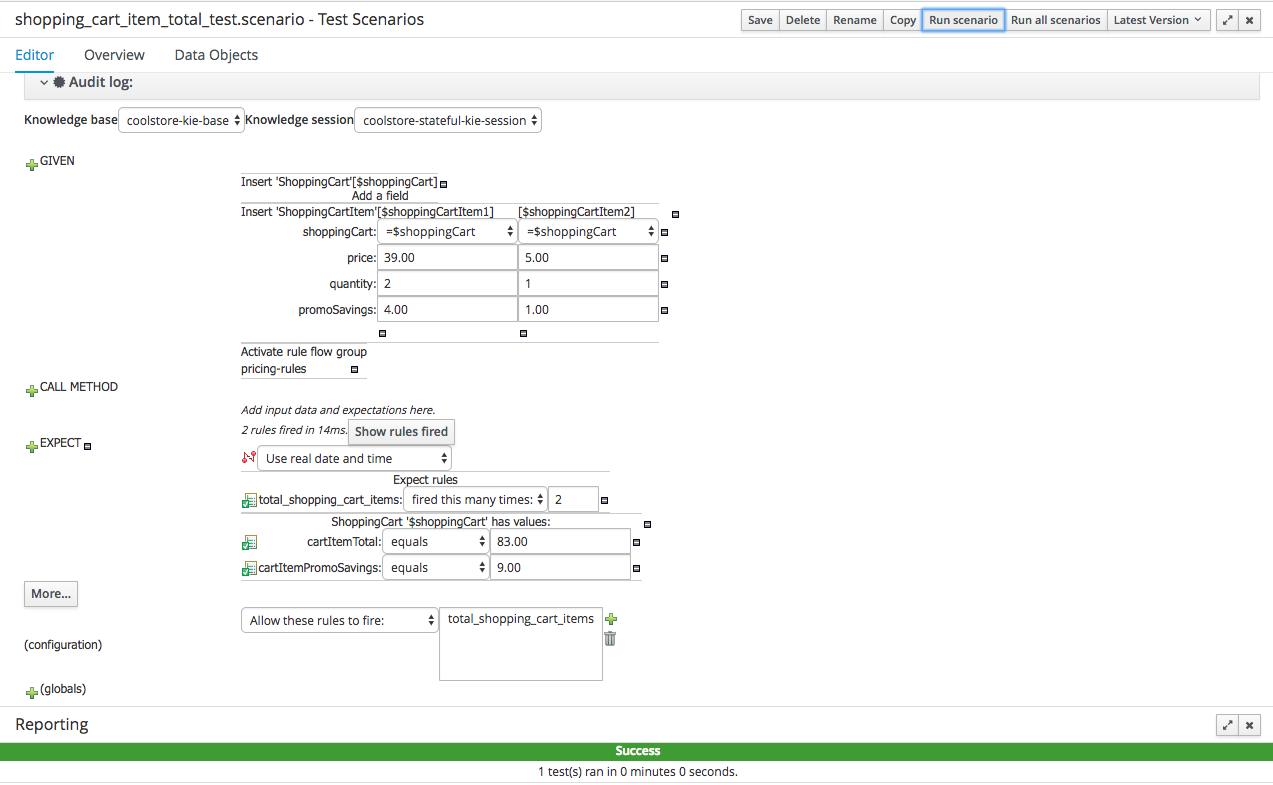 shopping_cart_item_total_test.scenario - Test Scenarios
Save Delete Rename Copy Run scenario Run all scenarios Latest Version
Editor Overview Data Objects
Audit log:
Knowledge base coolstore-kie-base Knowledge session coolstore-stateful-kie-session
GIVEN
Insert 'ShoppingCart'[$shoppingCart]
Add a field
Insert 'ShoppingCartItem'[$shoppingCartItem1] [$shoppingCartItem2]
shoppingCart: =$shoppingCart =$shoppingCart
price: 39.00 5.00
quantity: 2 1
promoSavings: 4.00 1.00
Activate rule flow group
pricing-rules
CALL METHOD
Add input data and expectations here.
2 rules fired in 14ms. Show rules fired
EXPECT
Use real date and time
Expect rules
total_shopping_cart_items: fired this many times: 2
ShoppingCart '$shoppingCart' has values:
cartItemTotal: equals 83.00
cartItemPromoSavings: equals 9.00
More...
Allow these rules to fire: total_shopping_cart_items
(configuration)
(globals)
Reporting
Success
1 test(s) ran in 0 minutes 0 seconds.